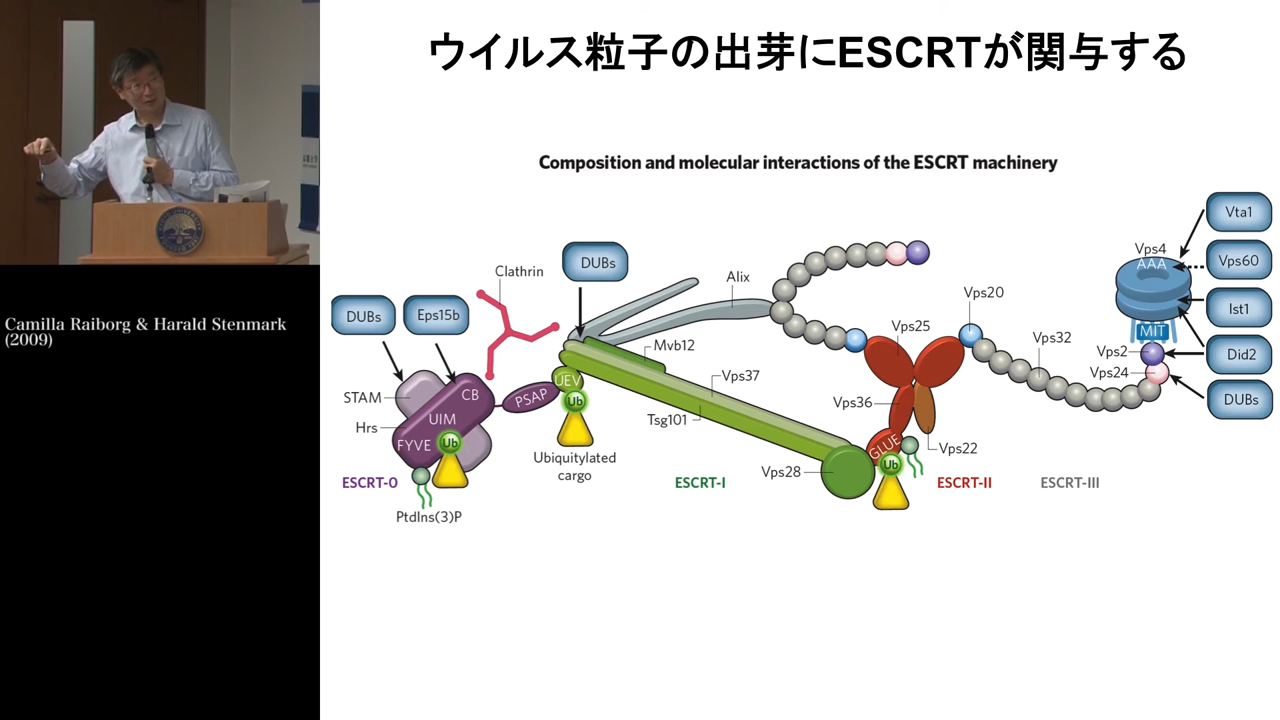 ウイルス粒子の出芽にESCRTが関与する
Composition and molecular interactions of the ESCRT machinery
Camilla Raiborg & Harald Stenmark
(2009)
DUBs
Eps15b
Clathrin
DUBs
Alix
STAM
Hrs
CB
UIM
FYVE
Ub
PSAP
UEV
Ub
ESCRT-0
PtdIns(3)P
Ubiquitylated
cargo
Mvb12
Vps37
Tsg101
ESCRT-I
Vps28
Vps25
Vps36
GLUE
Ub
Vps22
ESCRT-II
Vps20
Vps32
ESCRT-III
Vps4
AAA
MIT
Vps2
Vps24
Vta1
Vps60
Ist1
Did2
DUBs